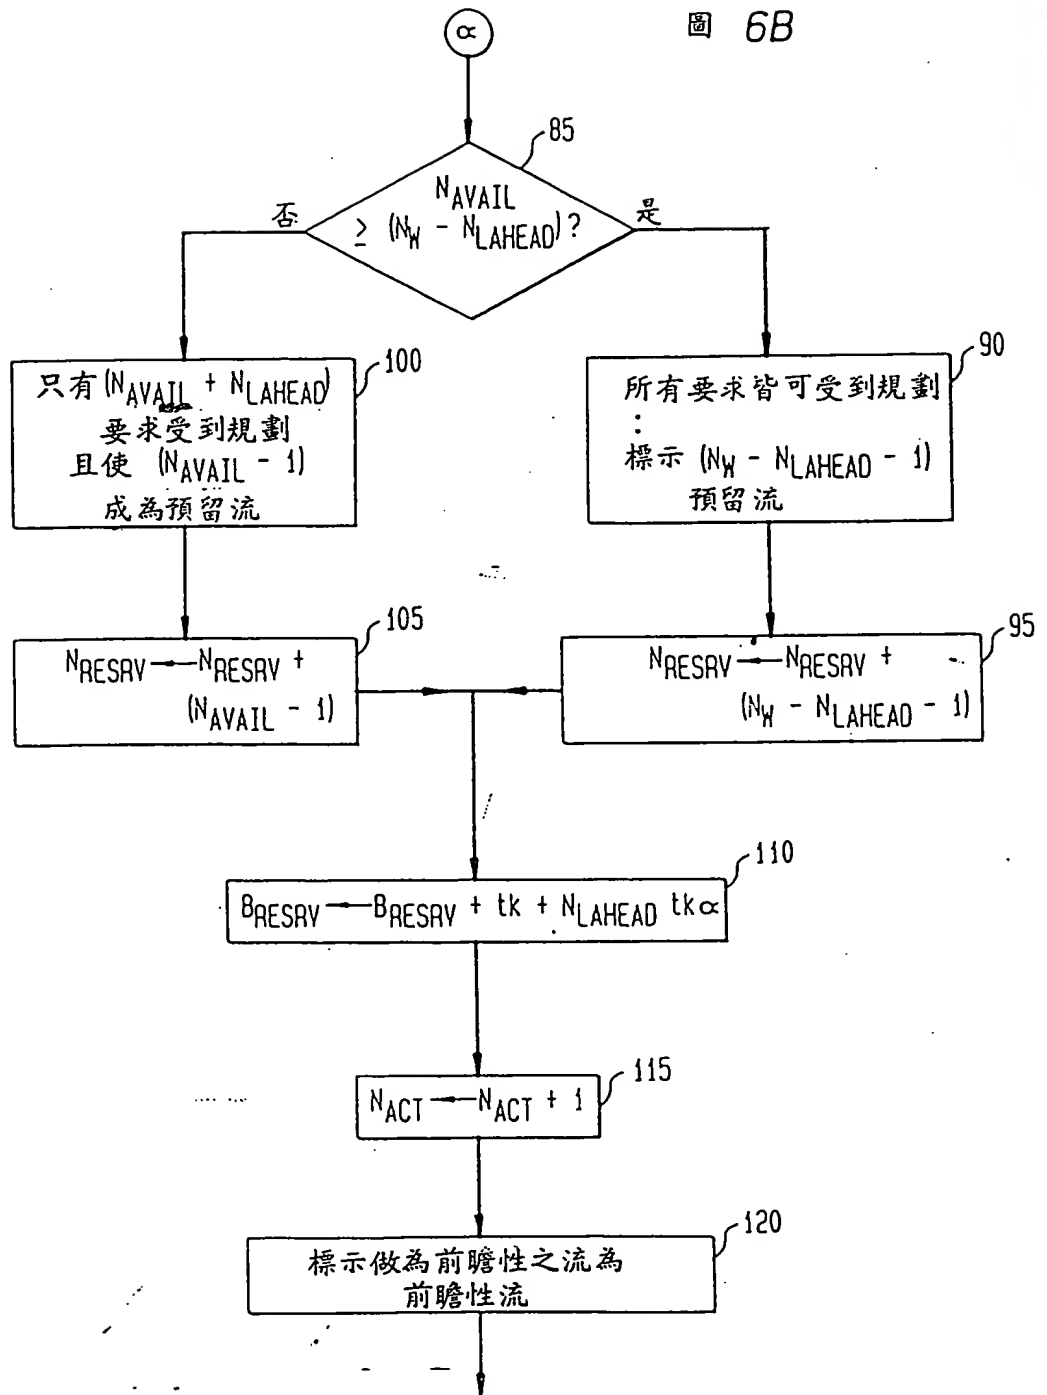 圖 6B
∝
85
N_AVAIL
≥ (N_W - N_LAHEAD)?
否
是
100
只有(N_AVAIL + N_LAHEAD)
要求受到規劃
且使 (N_AVAIL - 1)
成為預留流
90
所有要求皆可受到規劃
:
標示 (N_W - N_LAHEAD - 1)
預留流
105
N_RESRV ← N_RESRV +
(N_AVAIL - 1)
95
N_RESRV ← N_RESRV +
(N_W - N_LAHEAD - 1)
110
B_RESRV ← B_RESRV + tk + N_LAHEAD tk∝
115
N_ACT ← N_ACT + 1
120
標示做為前瞻性之流為
前瞻性流